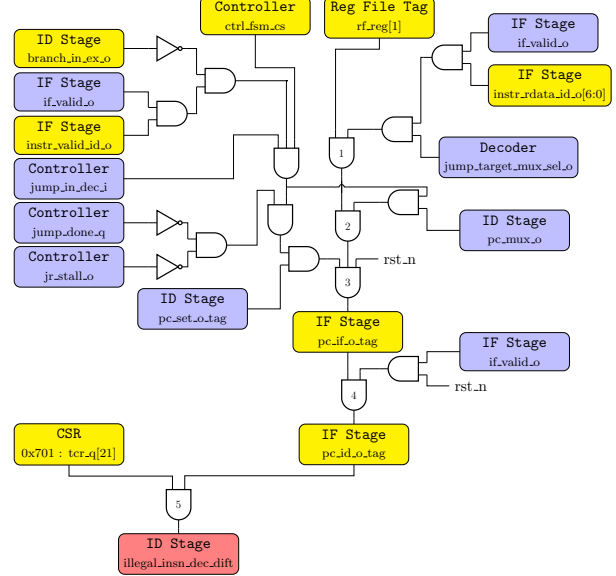 Controller
ctrl_fsm_cs
Reg File Tag
rf_reg[1]
IF Stage
if_valid_o
ID Stage
branch_in_ex_o
IF Stage
if_valid_o
IF Stage
instr_rdata_id_o[6:0]
IF Stage
instr_valid_id_o
Decoder
jump_target_mux_sel_o
1
Controller
jump_in_dec_i
Controller
jump_done_q
ID Stage
pc_mux_o
2
Controller
jr_stall_o
rst_n
3
ID Stage
pc_set_o_tag
IF Stage
pc_if_o_tag
IF Stage
if_valid_o
rst_n
4
CSR
0x701 : tcr_q[21]
IF Stage
pc_id_o_tag
5
ID Stage
illegal_insn_dec_dift